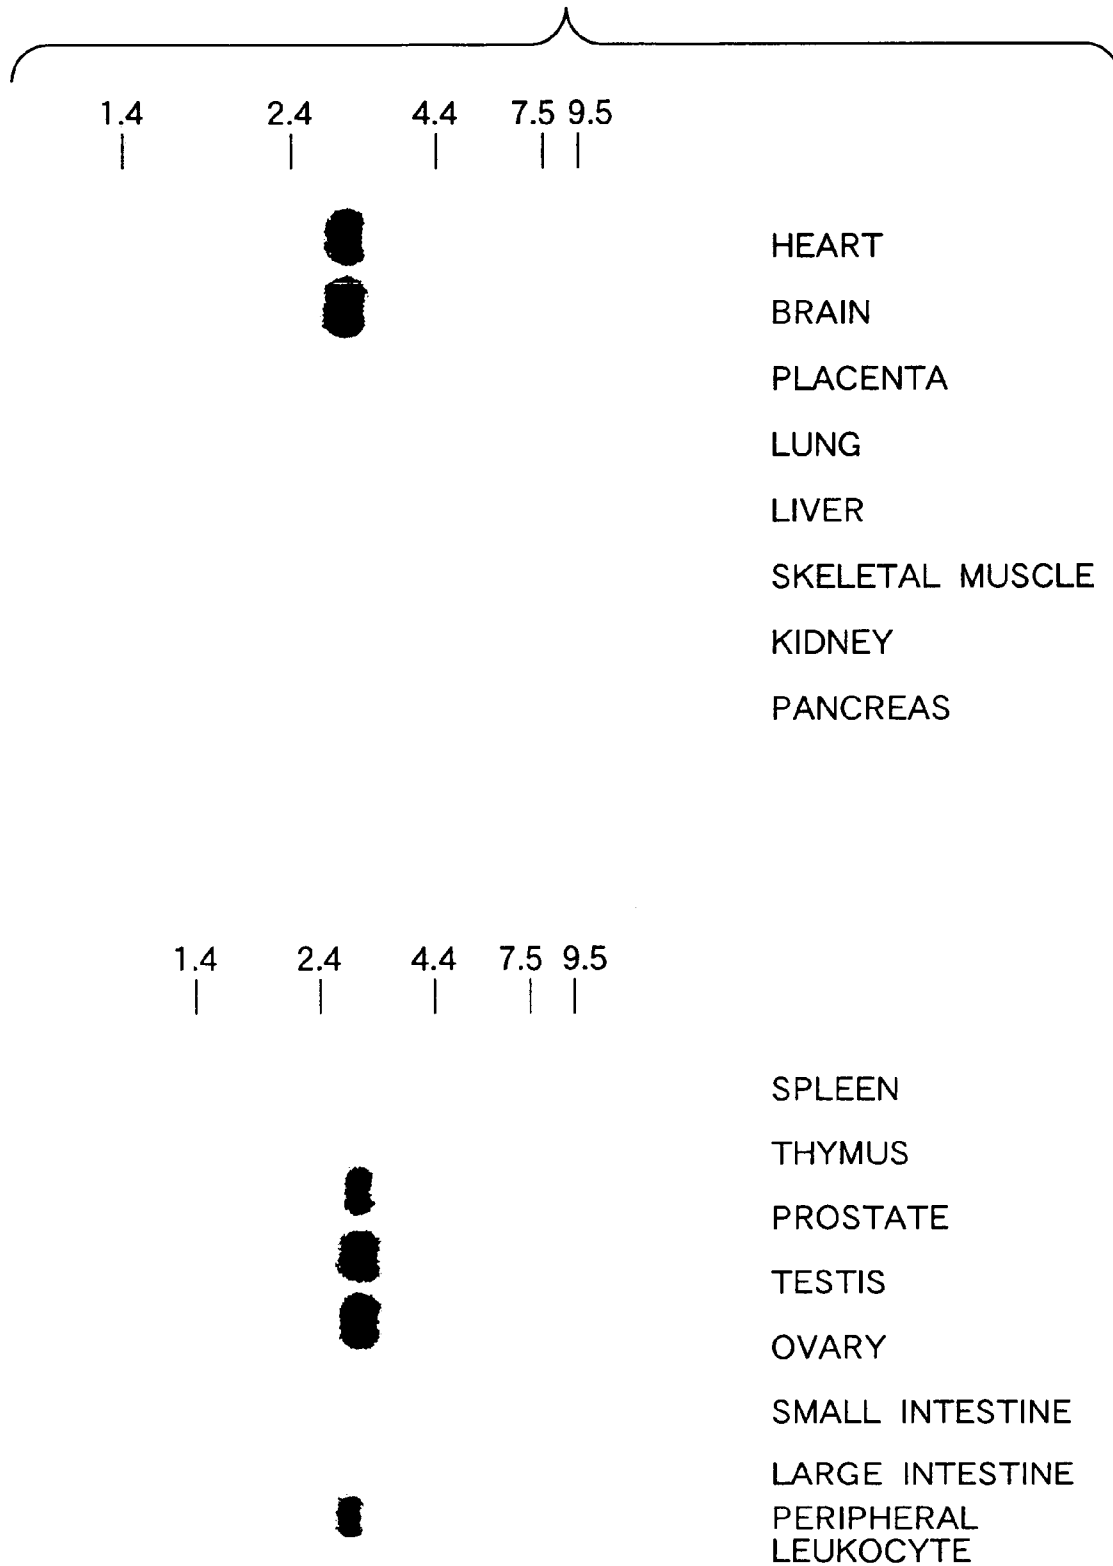 1.4 2.4 4.4 7.5 9.5
HEART
BRAIN
PLACENTA
LUNG
LIVER
SKELETAL MUSCLE
KIDNEY
PANCREAS
1.4 2.4 4.4 7.5 9.5
SPLEEN
THYMUS
PROSTATE
TESTIS
OVARY
SMALL INTESTINE
LARGE INTESTINE
PERIPHERAL
LEUKOCYTE